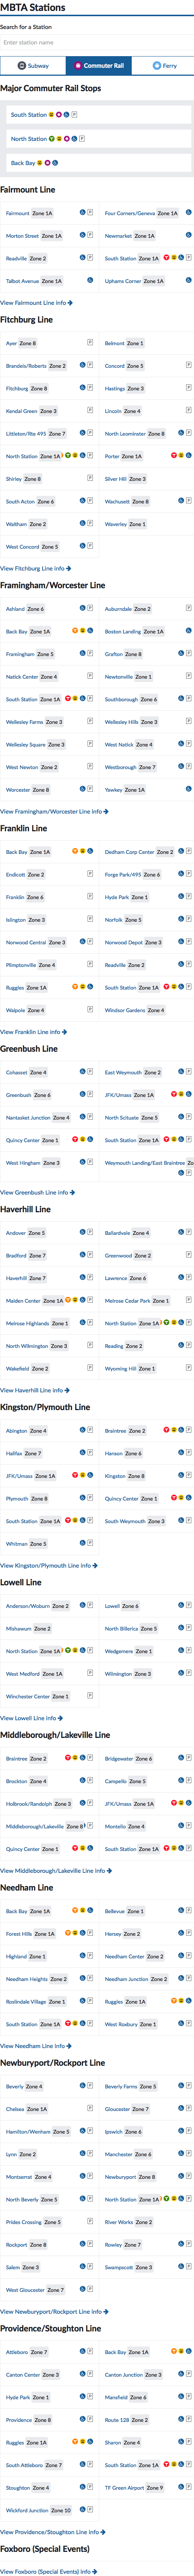 MBTA Stations
Search for a Station
Enter station name
Subway Commuter Rail Ferry
Major Commuter Rail Stops
South Station P
North Station P
Back Bay
Fairmount Line
Fairmount Zone 1A P Four Corners/Geneva Zone 1A
Morton Street Zone 1A Newmarket Zone 1A
Readville Zone 2 P South Station Zone 1A P
Talbot Avenue Zone 1A Uphams Corner Zone 1A
View Fairmount Line info
Fitchburg Line
Ayer Zone 8 P Belmont Zone 1
Brandeis/Roberts Zone 2 P Concord Zone 5 P
Fitchburg Zone 8 P Hastings Zone 3 P
Kendal Green Zone 3 P Lincoln Zone 4 P
Littleton/Rte 495 Zone 7 P North Leominster Zone 8 P
North Station Zone 1A P Porter Zone 1A
Shirley Zone 8 P Silver Hill Zone 3 P
South Acton Zone 6 P Wachusett Zone 8 P
Waltham Zone 2 P Waverley Zone 1
West Concord Zone 5 P
View Fitchburg Line info
Framingham/Worcester Line
Ashland Zone 6 P Auburndale Zone 2 P
Back Bay Zone 1A Boston Landing Zone 1A
Framingham Zone 5 P Grafton Zone 8 P
Natick Center Zone 4 P Newtonville Zone 1 P
South Station Zone 1A P Southborough Zone 6 P
Wellesley Farms Zone 3 P Wellesley Hills Zone 3 P
Wellesley Square Zone 3 P West Natick Zone 4 P
West Newton Zone 2 P Westborough Zone 7 P
Worcester Zone 8 P Yawkey Zone 1A
View Framingham/Worcester Line info
Franklin Line
Back Bay Zone 1A Dedham Corp Center Zone 2 P
Endicott Zone 2 P Forge Park/495 Zone 6 P
Franklin Zone 6 P Hyde Park Zone 1 P
Islington Zone 3 P Norfolk Zone 5 P
Norwood Central Zone 3 P Norwood Depot Zone 3 P
Plimptonville Zone 4 P Readville Zone 2 P
Ruggles Zone 1A South Station Zone 1A P
Walpole Zone 4 P Windsor Gardens Zone 4
View Franklin Line info
Greenbush Line
Cohasset Zone 4 P East Weymouth Zone 2 P
Greenbush Zone 6 P JFK/Umass Zone 1A
Nantasket Junction Zone 4 P North Scituate Zone 5 P
Quincy Center Zone 1 South Station Zone 1A P
West Hingham Zone 3 P Weymouth Landing/East Braintree Zo
P
View Greenbush Line info
Haverhill Line
Andover Zone 5 P Ballardvale Zone 4 P
Bradford Zone 7 P Greenwood Zone 2 P
Haverhill Zone 7 P Lawrence Zone 6 P
Malden Center Zone 1A P Melrose Cedar Park Zone 1 P
Melrose Highlands Zone 1 P North Station Zone 1A P
North Wilmington Zone 3 P Reading Zone 2 P
Wakefield Zone 2 P Wyoming Hill Zone 1 P
View Haverhill Line info
Kingston/Plymouth Line
Abington Zone 4 P Braintree Zone 2 P
Halifax Zone 7 P Hanson Zone 6 P
JFK/Umass Zone 1A Kingston Zone 8 P
Plymouth Zone 8 P Quincy Center Zone 1
South Station Zone 1A P South Weymouth Zone 3 P
Whitman Zone 5 P
View Kingston/Plymouth Line info
Lowell Line
Anderson/Woburn Zone 2 P Lowell Zone 6 P
Mishawum Zone 2 P North Billerica Zone 5 P
North Station Zone 1A P Wedgemere Zone 1 P
West Medford Zone 1A P Wilmington Zone 3 P
Winchester Center Zone 1 P
View Lowell Line info
Middleborough/Lakeville Line
Braintree Zone 2 P Bridgewater Zone 6 P
Brockton Zone 4 P Campello Zone 5 P
Holbrook/Randolph Zone 3 P JFK/Umass Zone 1A
Middleborough/Lakeville Zone 8 P Montello Zone 4 P
Quincy Center Zone 1 South Station Zone 1A P
View Middleborough/Lakeville Line info
Needham Line
Back Bay Zone 1A Bellevue Zone 1 P
Forest Hills Zone 1A P Hersey Zone 2 P
Highland Zone 1 P Needham Center Zone 2 P
Needham Heights Zone 2 P Needham Junction Zone 2 P
Roslindale Village Zone 1 P Ruggles Zone 1A
South Station Zone 1A P West Roxbury Zone 1 P
View Needham Line info
Newburyport/Rockport Line
Beverly Zone 4 P Beverly Farms Zone 5 P
Chelsea Zone 1A P Gloucester Zone 7 P
Hamilton/Wenham Zone 5 P Ipswich Zone 6 P
Lynn Zone 2 P Manchester Zone 6 P
Montserrat Zone 4 P Newburyport Zone 8 P
North Beverly Zone 5 P North Station Zone 1A P
Prides Crossing Zone 5 P River Works Zone 2
Rockport Zone 8 P Rowley Zone 7 P
Salem Zone 3 P Swampscott Zone 3 P
West Gloucester Zone 7 P
View Newburyport/Rockport Line info
Providence/Stoughton Line
Attleboro Zone 7 P Back Bay Zone 1A
Canton Center Zone 3 P Canton Junction Zone 3 P
Hyde Park Zone 1 P Mansfield Zone 6 P
Providence Zone 8 P Route 128 Zone 2 P
Ruggles Zone 1A Sharon Zone 4 P
South Attleboro Zone 7 P South Station Zone 1A P
Stoughton Zone 4 P TF Green Airport Zone 9 P
Wickford Junction Zone 10 P
View Providence/Stoughton Line info
Foxboro (Special Events)
View Foxboro (Special Events) info